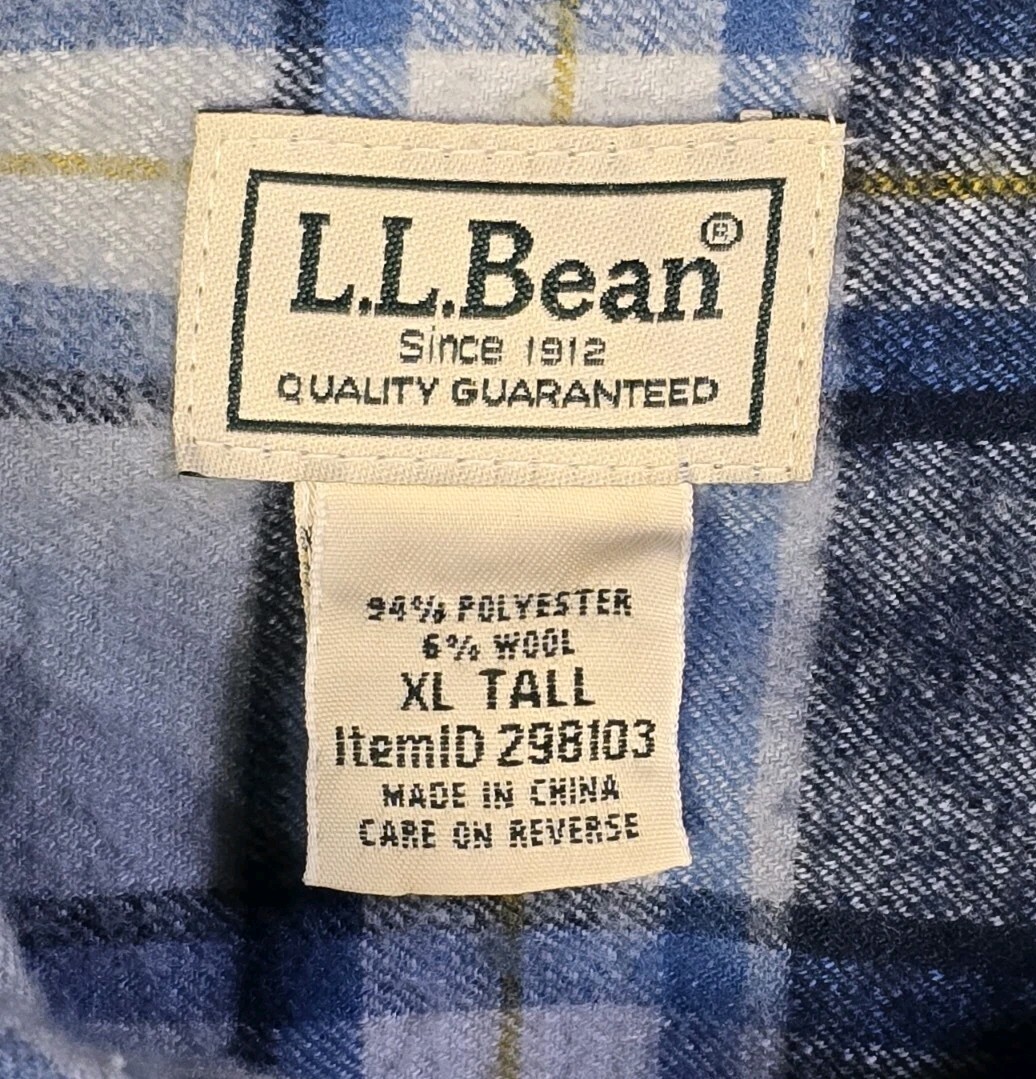 L.L.Bean®
Since 1912
QUALITY GUARANTEED
94% POLYESTER
6% WOOL
XL TALL
ItemID 298103
MADE IN CHINA
CARE ON REVERSE